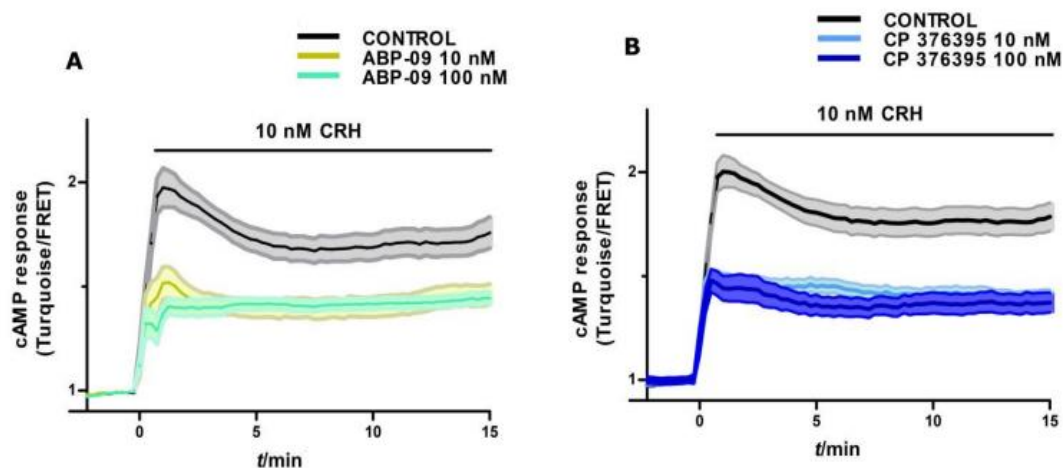 A
CONTROL
ABP-09 10 nM
ABP-09 100 nM
10 nM CRH
cAMP response
(Turquoise/FRET)
2
1
0
5
10
15
t/min
B
CONTROL
CP 376395 10 nM
CP 376395 100 nM
10 nM CRH
cAMP response
(Turquoise/FRET)
2
1
0
5
10
15
t/min